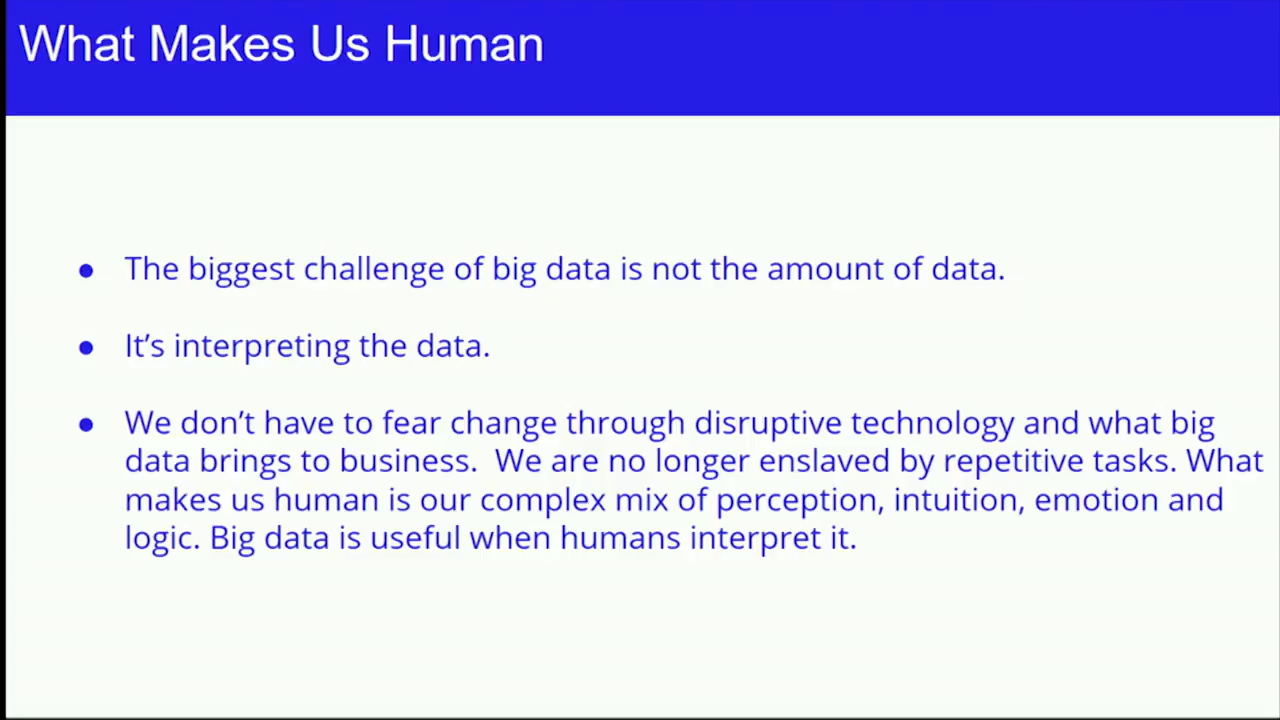 What Makes Us Human
● The biggest challenge of big data is not the amount of data.
● It’s interpreting the data.
● We don’t have to fear change through disruptive technology and what big
data brings to business.  We are no longer enslaved by repetitive tasks. What
makes us human is our complex mix of perception, intuition, emotion and
logic. Big data is useful when humans interpret it.